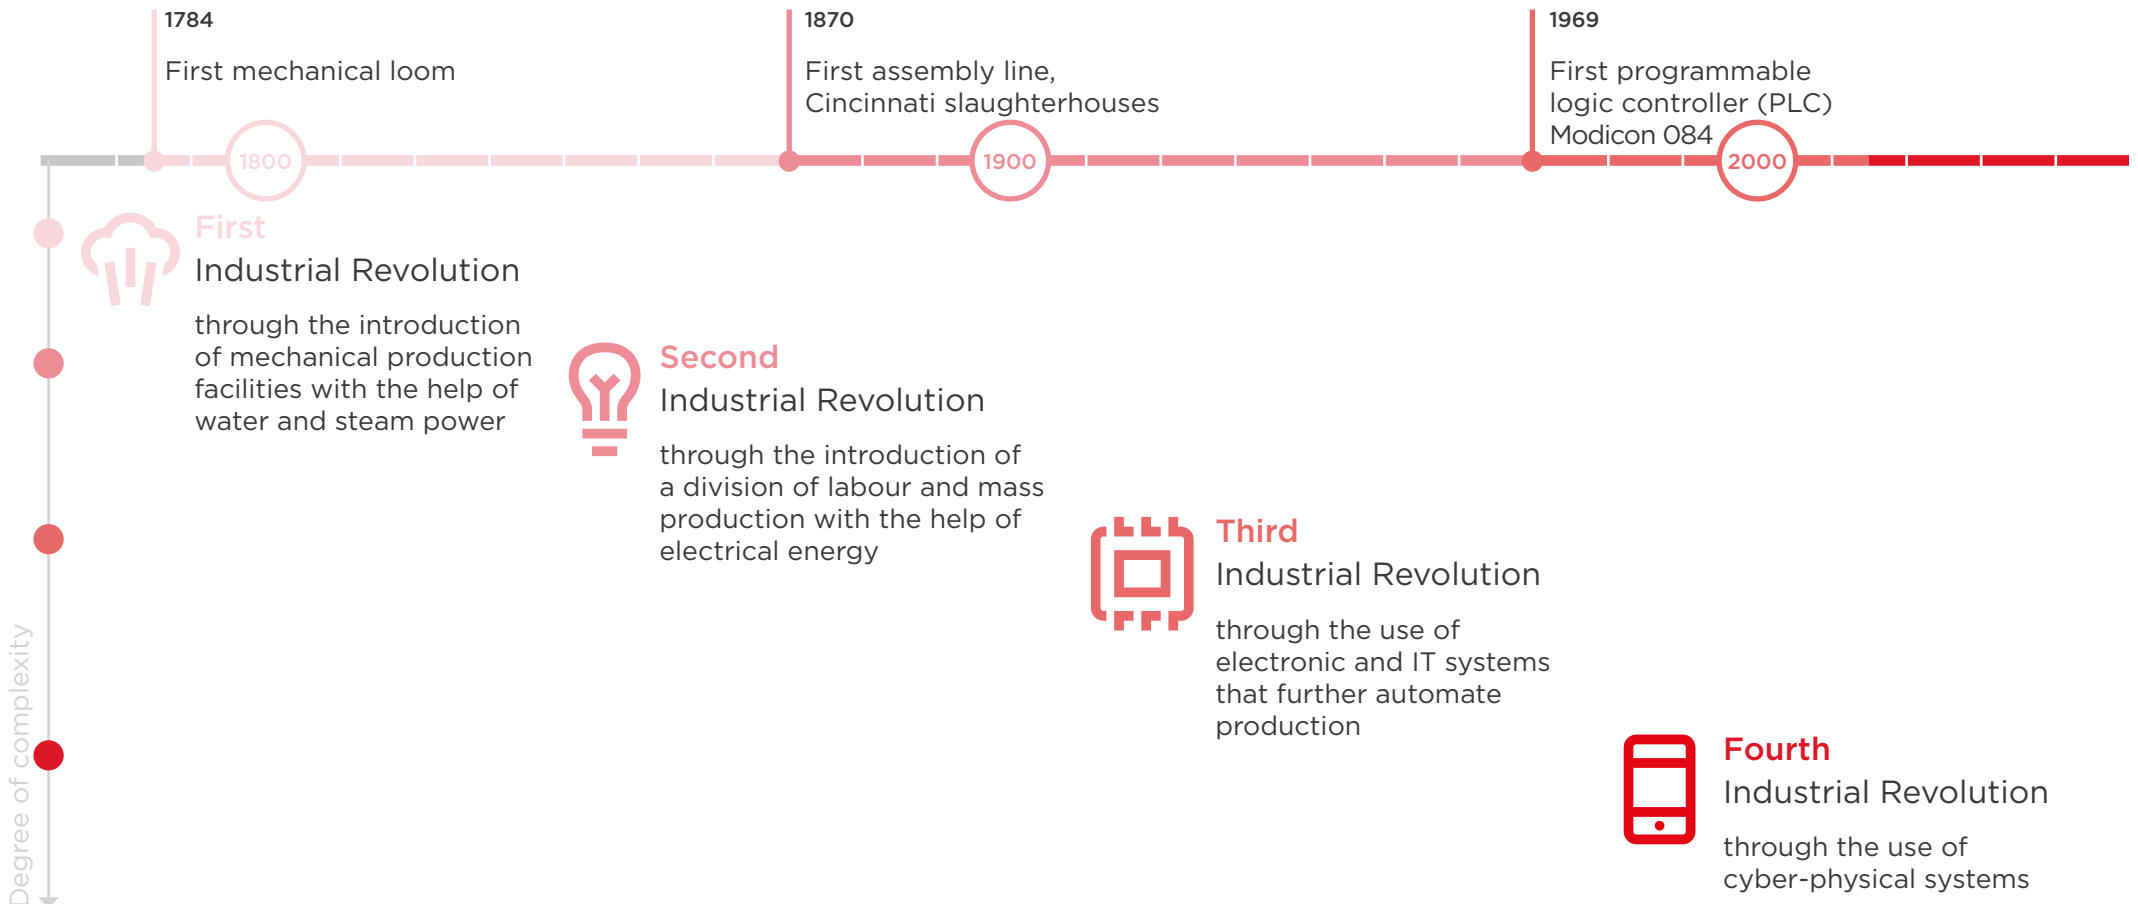 1784
First mechanical loom
1870
First assembly line,
Cincinnati slaughterhouses
1969
First programmable
logic controller (PLC)
Modicon 084
1800
1900
2000
First
Industrial Revolution
through the introduction
of mechanical production
facilities with the help of
water and steam power
Second
Industrial Revolution
through the introduction of
a division of labour and mass
production with the help of
electrical energy
Third
Industrial Revolution
through the use of
electronic and IT systems
that further automate
production
Fourth
Industrial Revolution
through the use of
cyber-physical systems
Degree of complexity